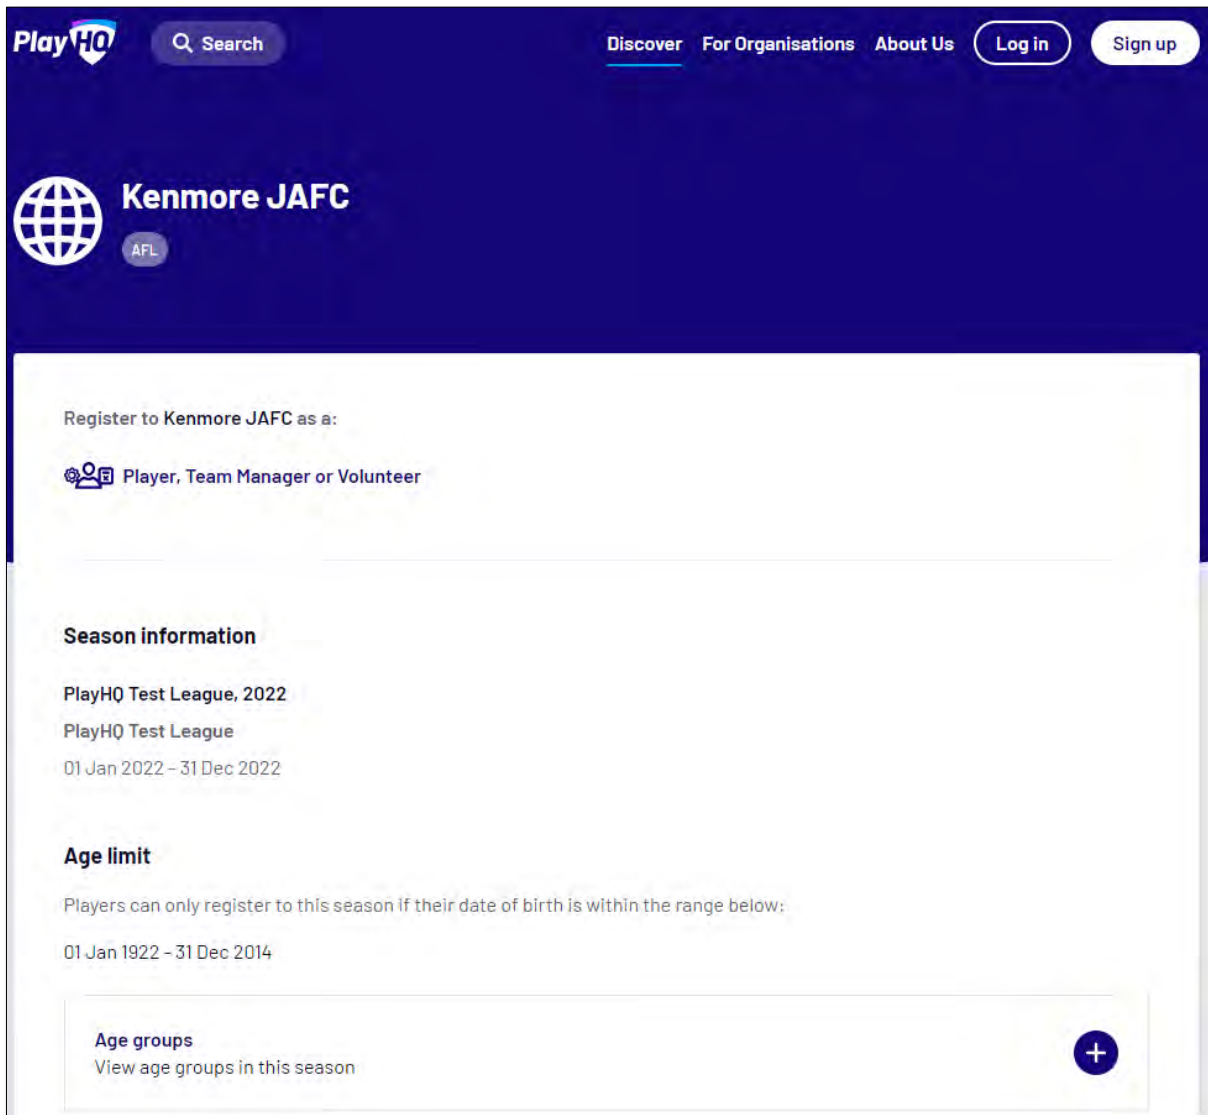 PlayHQ Search Discover For Organisations About Us Log in Sign up
Kenmore JAFC
AFL
Register to Kenmore JAFC as a:
Player, Team Manager or Volunteer
Season information
PlayHQ Test League, 2022
PlayHQ Test League
01 Jan 2022 – 31 Dec 2022
Age limit
Players can only register to this season if their date of birth is within the range below:
01 Jan 1922 – 31 Dec 2014
Age groups
View age groups in this season